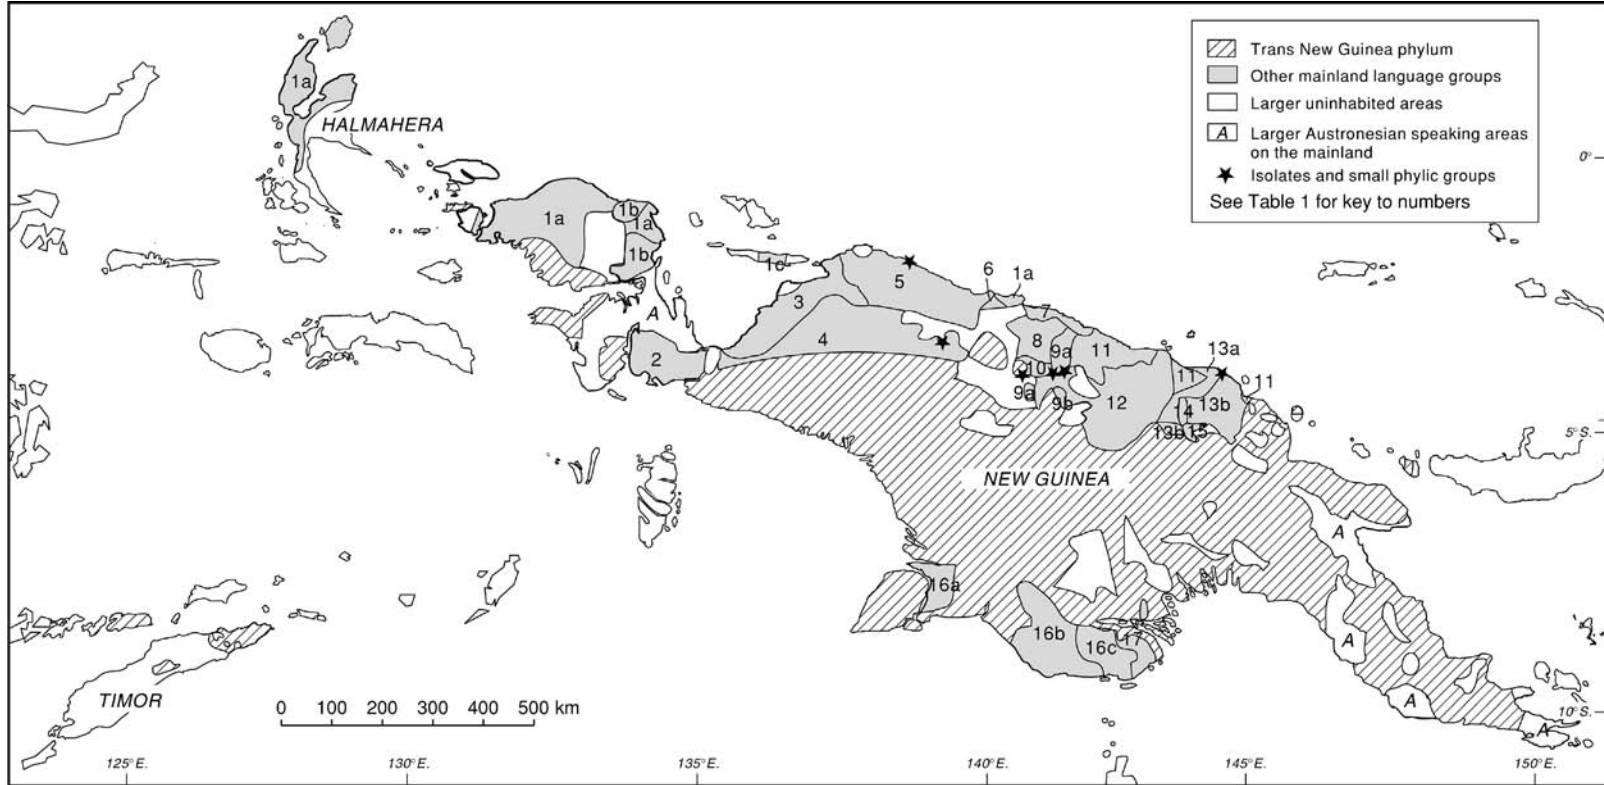 Trans New Guinea phylum
Other mainland language groups
Larger uninhabited areas
A Larger Austronesian speaking areas
on the mainland
Isolates and small phylic groups
See Table 1 for key to numbers
1a
HALMAHERA
0°
1a
1b
1a
1b
1c
A
2
3
4
5
6
1a
7
8
9a
10
9a
9b
11
12
11
13a
13b
11
14
13b
15
5°S.
NEW GUINEA
A
16a
16b
16c
17
A
A
A
10°S.
TIMOR
0 100 200 300 400 500 km
125°E. 130°E. 135°E. 140°E. 145°E. 150°E.